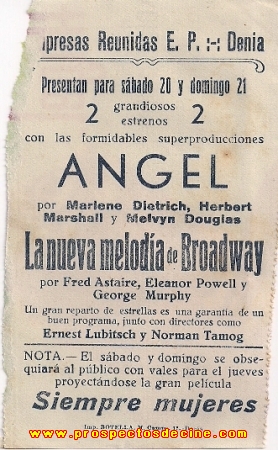 mpresas Reunidas E. P. :-: Denia
Presentan para sábado 20 y domingo 21
2 grandiosos estrenos 2
con las formidables superproducciones
ANGEL
por Marlene Dietrich, Herbert
Marshall y Melvyn Douglas
La nueva melodía de Broadway
por Fred Astaire, Eleanor Powell y
George Murphy
Un gran reparto de estrellas es una garantía de un
buen programa, junto con directores como
Ernest Lubitsch y Norman Tamog
NOTA.— El sábado y domingo se obse-
quiará al público con vales para el jueves
proyectándose la gran película
Siempre mujeres
Imp. BOTELLA M.
www.prospectosdecine.com